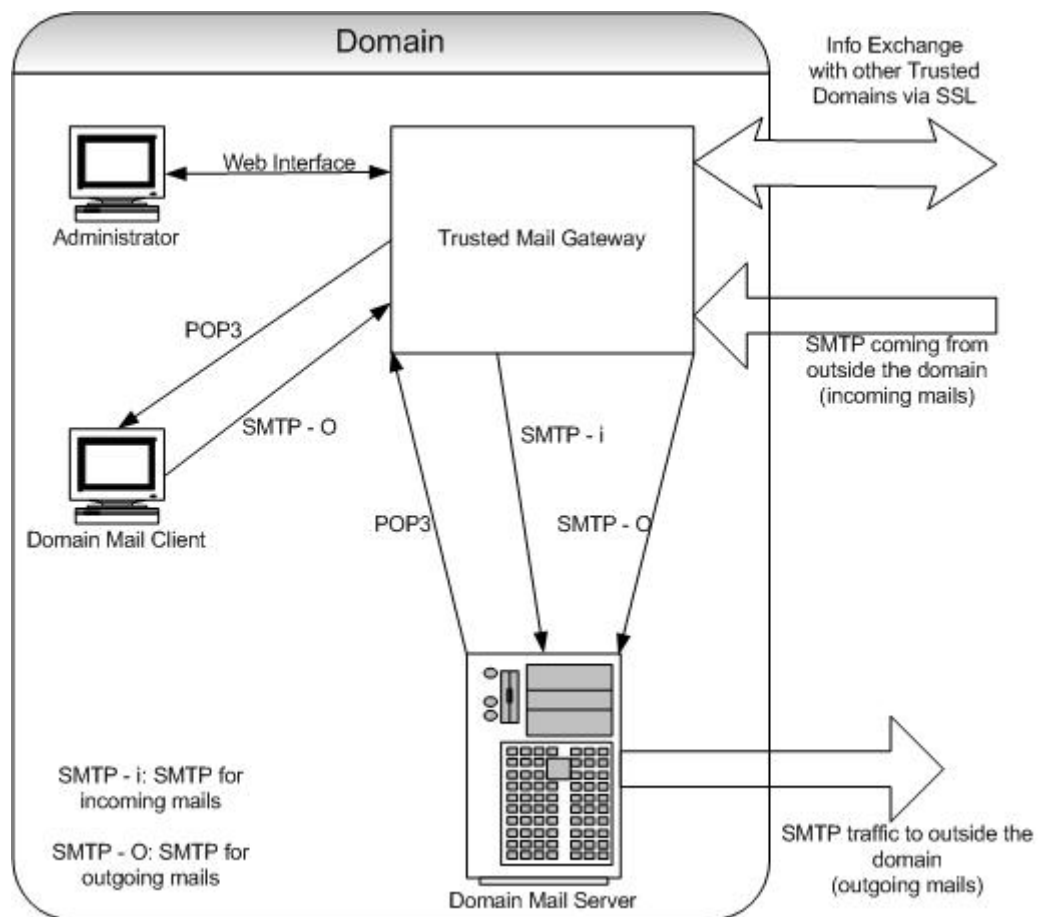 Domain
Info Exchange
with other Trusted
Domains via SSL
Web Interface
Administrator
Trusted Mail Gateway
POP3
SMTP - O
SMTP coming from
outside the domain
(incoming mails)
SMTP - i
Domain Mail Client
POP3
SMTP - O
SMTP - i: SMTP for
incoming mails
SMTP - O: SMTP for
outgoing mails
SMTP traffic to outside the
domain
(outgoing mails)
Domain Mail Server